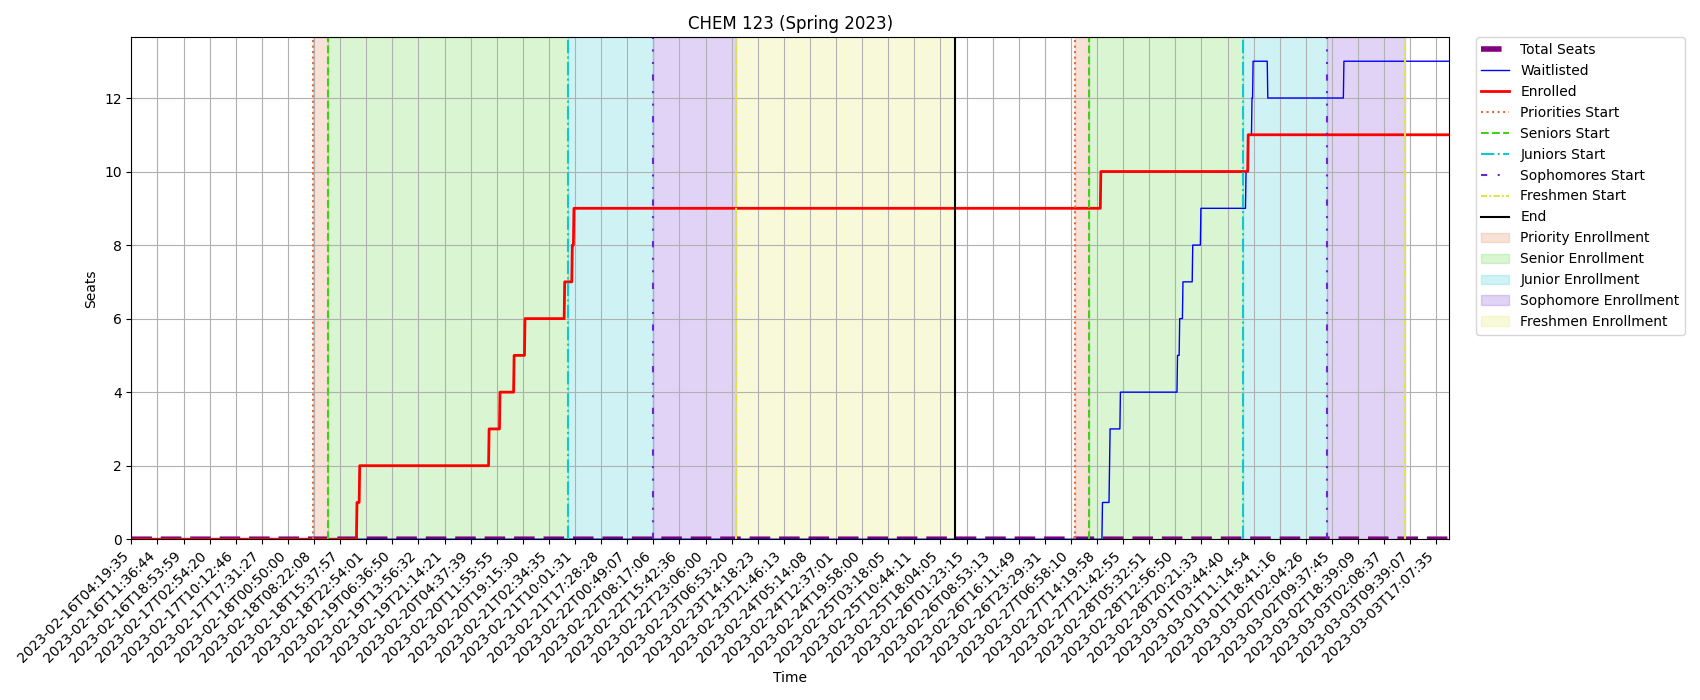 CHEM 123 (Spring 2023)
Seats
0
2
4
6
8
10
12
2023-02-16T04:19:35
2023-02-16T11:36:44
2023-02-16T18:53:59
2023-02-17T02:54:20
2023-02-17T10:12:46
2023-02-17T17:31:27
2023-02-18T00:50:00
2023-02-18T08:22:08
2023-02-18T15:37:57
2023-02-18T22:54:01
2023-02-19T06:36:50
2023-02-19T13:56:32
2023-02-19T21:14:23
2023-02-20T04:37:39
2023-02-20T11:55:55
2023-02-20T19:15:30
2023-02-21T02:34:35
2023-02-21T10:01:31
2023-02-21T17:28:28
2023-02-22T00:49:07
2023-02-22T08:17:06
2023-02-22T15:42:36
2023-02-22T23:06:00
2023-02-23T06:53:20
2023-02-23T14:18:23
2023-02-23T21:46:13
2023-02-24T05:14:08
2023-02-24T12:37:01
2023-02-24T19:58:00
2023-02-25T03:18:05
2023-02-25T10:44:11
2023-02-25T18:04:05
2023-02-26T01:23:15
2023-02-26T08:53:13
2023-02-26T16:11:49
2023-02-26T23:29:31
2023-02-27T06:58:10
2023-02-27T14:19:58
2023-02-27T21:42:55
2023-02-28T05:32:51
2023-02-28T12:56:50
2023-02-28T20:21:33
2023-03-01T03:44:40
2023-03-01T11:14:54
2023-03-01T18:41:16
2023-03-02T02:04:26
2023-03-02T09:37:45
2023-03-02T18:39:09
2023-03-03T02:08:37
2023-03-03T09:39:07
2023-03-03T17:07:35
Time
Total Seats
Waitlisted
Enrolled
Priorities Start
Seniors Start
Juniors Start
Sophomores Start
Freshmen Start
End
Priority Enrollment
Senior Enrollment
Junior Enrollment
Sophomore Enrollment
Freshmen Enrollment